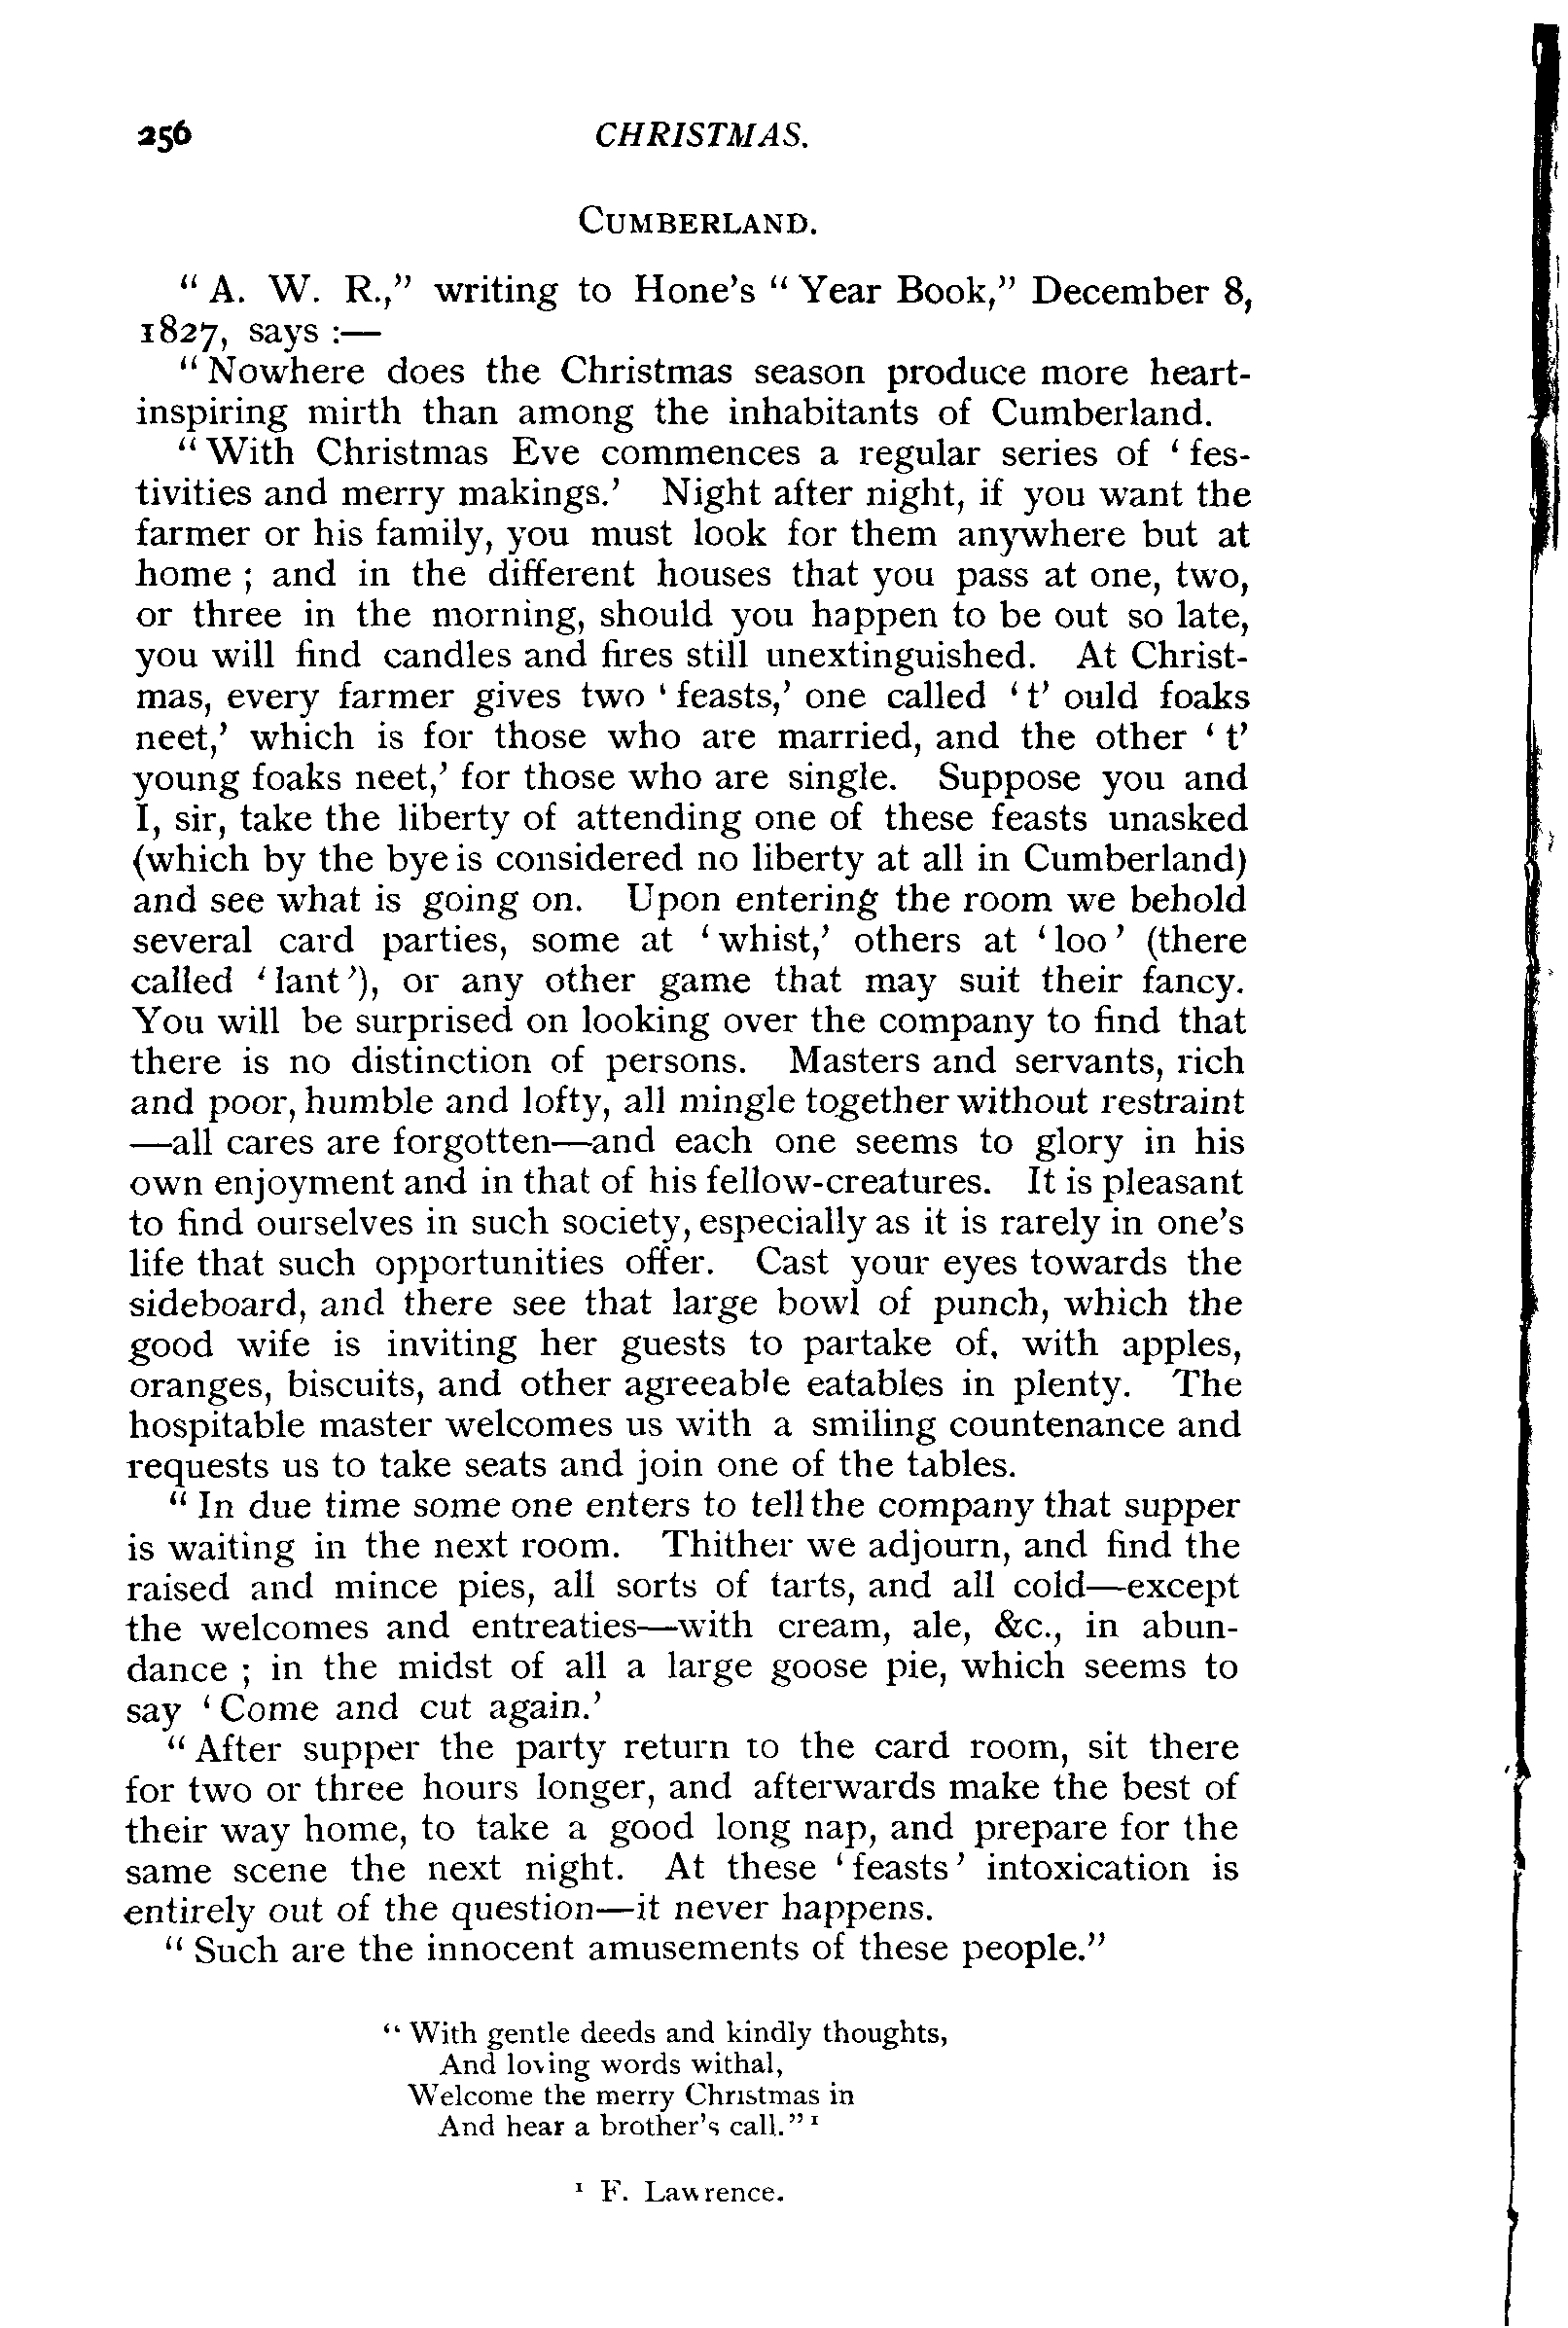 256 CHRISTMAS.
CUMBERLAND.
“A. W. R.,” writing to Hone’s “Year Book,” December 8,
1827, says :—
“Nowhere does the Christmas season produce more heart-
inspiring mirth than among the inhabitants of Cumberland.
“With Christmas Eve commences a regular series of ‘fes-
tivities and merry makings.’ Night after night, if you want the
farmer or his family, you must look for them anywhere but at
home ; and in the different houses that you pass at one, two,
or three in the morning, should you happen to be out so late,
you will find candles and fires still unextinguished. At Christ-
mas, every farmer gives two ‘feasts,’ one called ‘t’ ould foaks
neet,’ which is for those who are married, and the other ‘t’
young foaks neet,’ for those who are single. Suppose you and
I, sir, take the liberty of attending one of these feasts unasked
(which by the bye is considered no liberty at all in Cumberland)
and see what is going on. Upon entering the room we behold
several card parties, some at ‘whist,’ others at ‘loo’ (there
called ‘lant’), or any other game that may suit their fancy.
You will be surprised on looking over the company to find that
there is no distinction of persons. Masters and servants, rich
and poor, humble and lofty, all mingle together without restraint
—all cares are forgotten—and each one seems to glory in his
own enjoyment and in that of his fellow-creatures. It is pleasant
to find ourselves in such society, especially as it is rarely in one’s
life that such opportunities offer. Cast your eyes towards the
sideboard, and there see that large bowl of punch, which the
good wife is inviting her guests to partake of, with apples,
oranges, biscuits, and other agreeable eatables in plenty. The
hospitable master welcomes us with a smiling countenance and
requests us to take seats and join one of the tables.
“In due time some one enters to tell the company that supper
is waiting in the next room. Thither we adjourn, and find the
raised and mince pies, all sorts of tarts, and all cold—except
the welcomes and entreaties—with cream, ale, &c., in abun-
dance ; in the midst of all a large goose pie, which seems to
say ‘Come and cut again.’
“After supper the party return to the card room, sit there
for two or three hours longer, and afterwards make the best of
their way home, to take a good long nap, and prepare for the
same scene the next night. At these ‘feasts’ intoxication is
entirely out of the question—it never happens.
“Such are the innocent amusements of these people.”
“With gentle deeds and kindly thoughts,
And loving words withal,
Welcome the merry Christmas in
And hear a brother’s call.” ¹
¹ F. Lawrence.